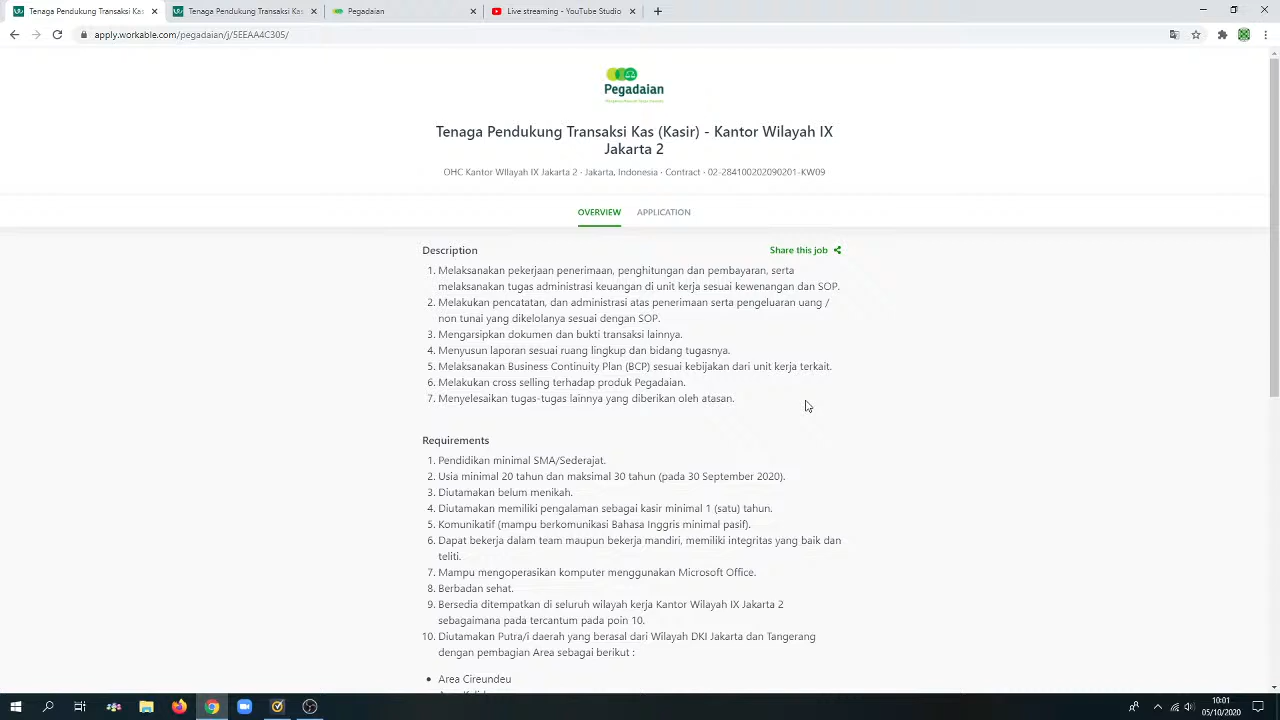 Tenaga Pendukung Transaksi Kas
Tenaga Pendukung Transaksi Kas
Pegadaian
Live streaming - YouTube Studio
apply.workable.com/pegadaian/j/5EEAA4C305/
Pegadaian
Tenaga Pendukung Transaksi Kas (Kasir) - Kantor Wilayah IX
Jakarta 2
OHC Kantor WIlayah IX Jakarta 2 · Jakarta, Indonesia · Contract · 02-284100202090201-KW09
OVERVIEW APPLICATION
Description Share this job
1. Melaksanakan pekerjaan penerimaan, penghitungan dan pembayaran, serta
melaksanakan tugas administrasi keuangan di unit kerja sesuai kewenangan dan SOP.
2. Melakukan pencatatan, dan administrasi atas penerimaan serta pengeluaran uang /
non tunai yang dikelolanya sesuai dengan SOP.
3. Mengarsipkan dokumen dan bukti transaksi lainnya.
4. Menyusun laporan sesuai ruang lingkup dan bidang tugasnya.
5. Melaksanakan Business Continuity Plan (BCP) sesuai kebijakan dari unit kerja terkait.
6. Melakukan cross selling terhadap produk Pegadaian.
7. Menyelesaikan tugas-tugas lainnya yang diberikan oleh atasan.
Requirements
1. Pendidikan minimal SMA/Sederajat.
2. Usia minimal 20 tahun dan maksimal 30 tahun (pada 30 September 2020).
3. Diutamakan belum menikah.
4. Diutamakan memiliki pengalaman sebagai kasir minimal 1 (satu) tahun.
5. Komunikatif (mampu berkomunikasi Bahasa Inggris minimal pasif).
6. Dapat bekerja dalam team maupun bekerja mandiri, memiliki integritas yang baik dan
teliti.
7. Mampu mengoperasikan komputer menggunakan Microsoft Office.
8. Berbadan sehat.
9. Bersedia ditempatkan di seluruh wilayah kerja Kantor Wilayah IX Jakarta 2
sebagaimana pada tercantum pada poin 10.
10. Diutamakan Putra/i daerah yang berasal dari Wilayah DKI Jakarta dan Tangerang
dengan pembagian Area sebagai berikut :
• Area Cireundeu
10:01
05/10/2020